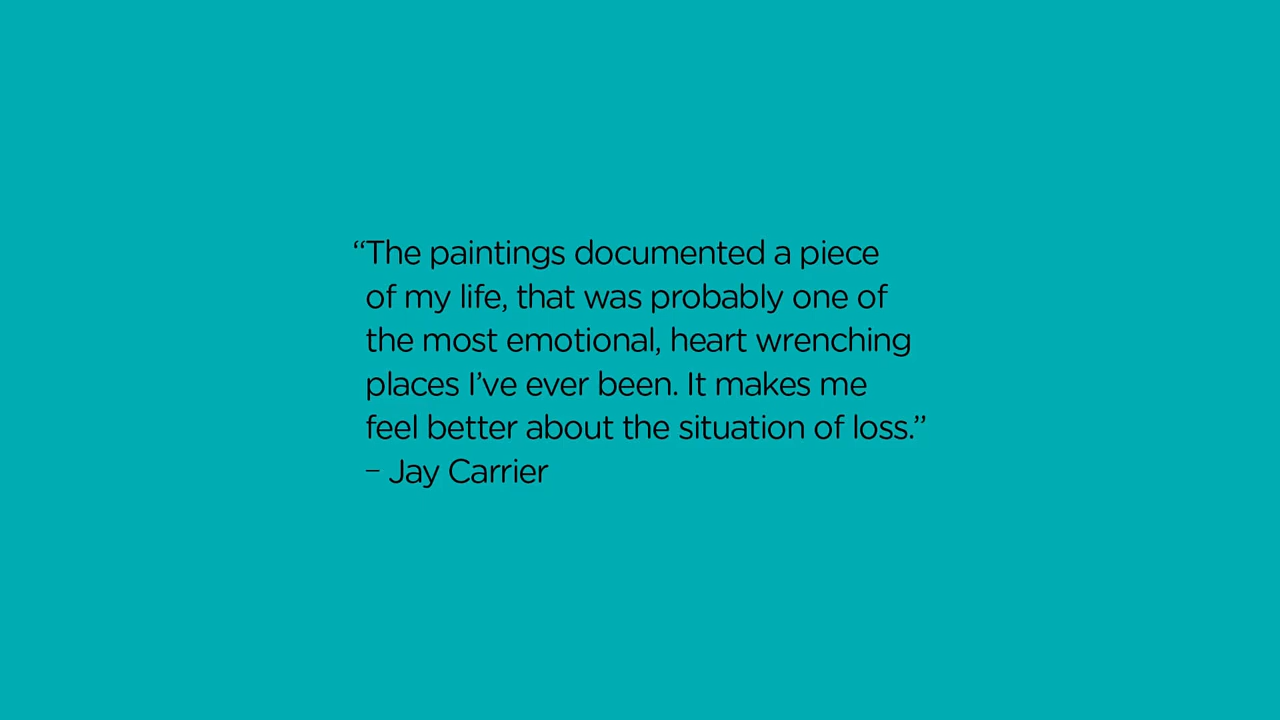 “The paintings documented a piece
of my life, that was probably one of
the most emotional, heart wrenching
places I’ve ever been. It makes me
feel better about the situation of loss.”
– Jay Carrier